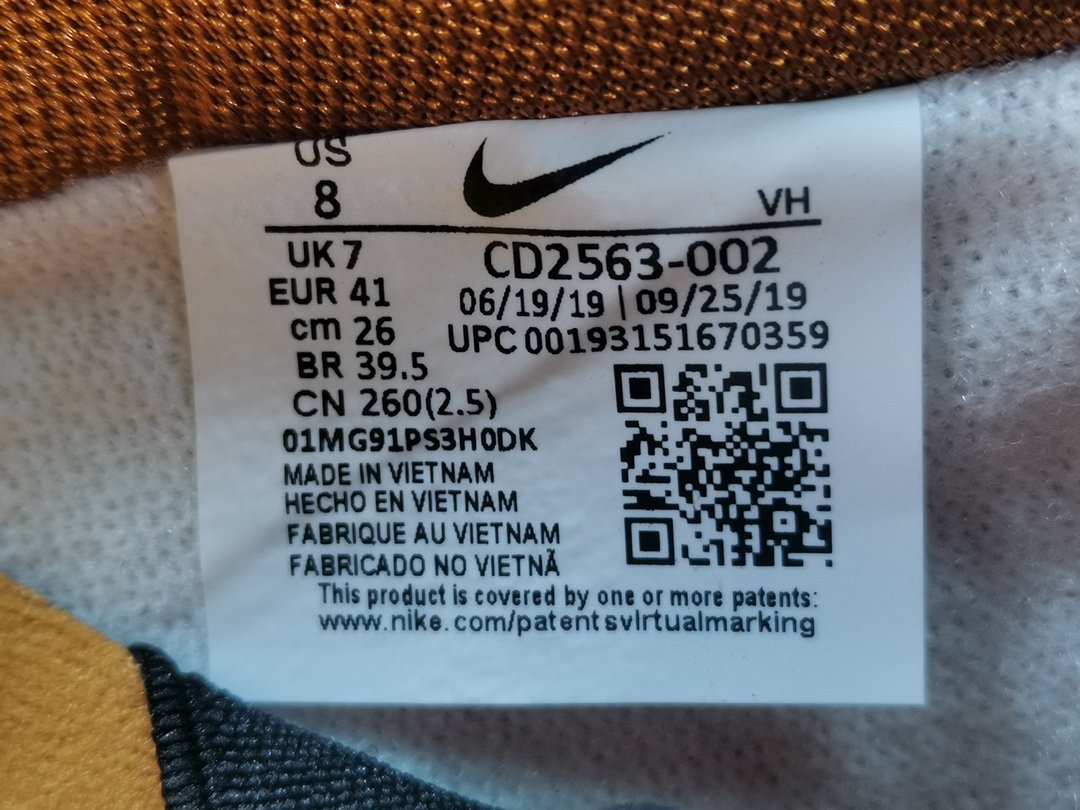 US
8
VH
UK 7
CD2563-002
EUR 41
06/19/19 | 09/25/19
cm 26
UPC 00193151670359
BR 39.5
CN 260(2.5)
01MG91PS3H0DK
MADE IN VIETNAM
HECHO EN VIETNAM
FABRIQUE AU VIETNAM
FABRICADO NO VIETNÃ
This product is covered by one or more patents:
www.nike.com/patentsvlrtualmarking